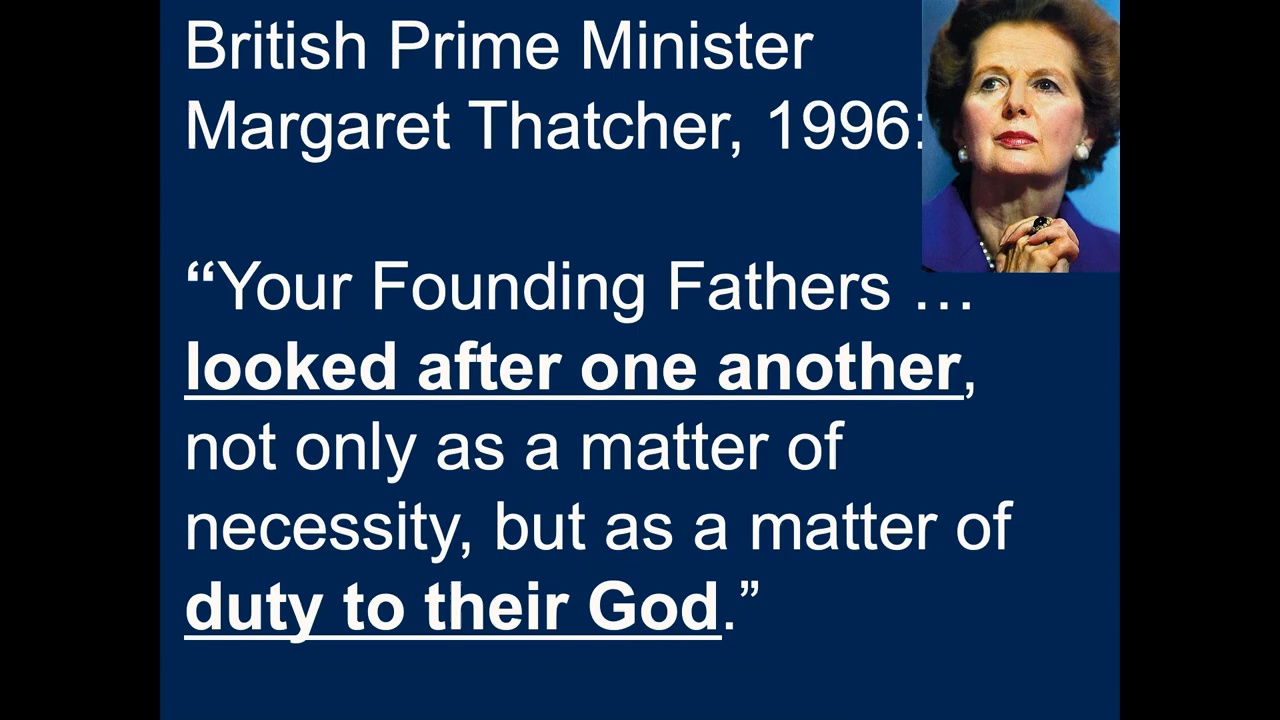 British Prime Minister
Margaret Thatcher, 1996:
“Your Founding Fathers …
looked after one another,
not only as a matter of
necessity, but as a matter of
duty to their God.”